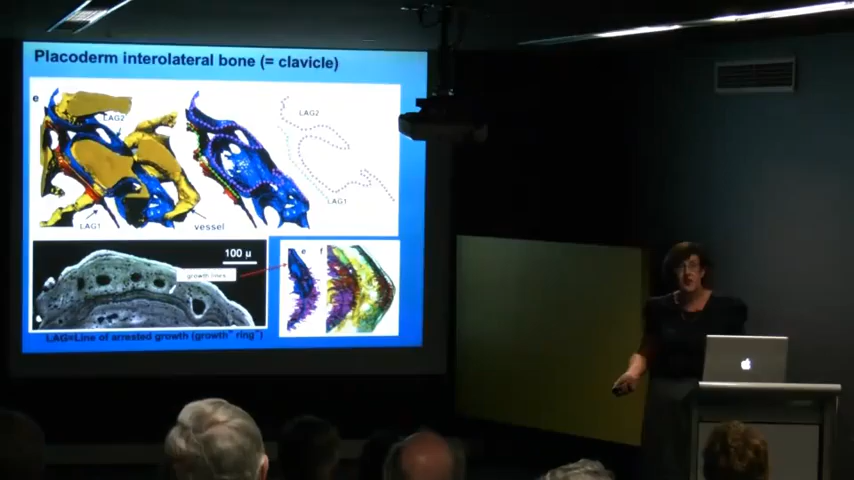 Placoderm interolateral bone (= clavicle)
e
LAG2
LAG2
LAG1
vessel
LAG1
100 µ
growth lines
e f
LAG=Line of arrested growth (growth "ring")